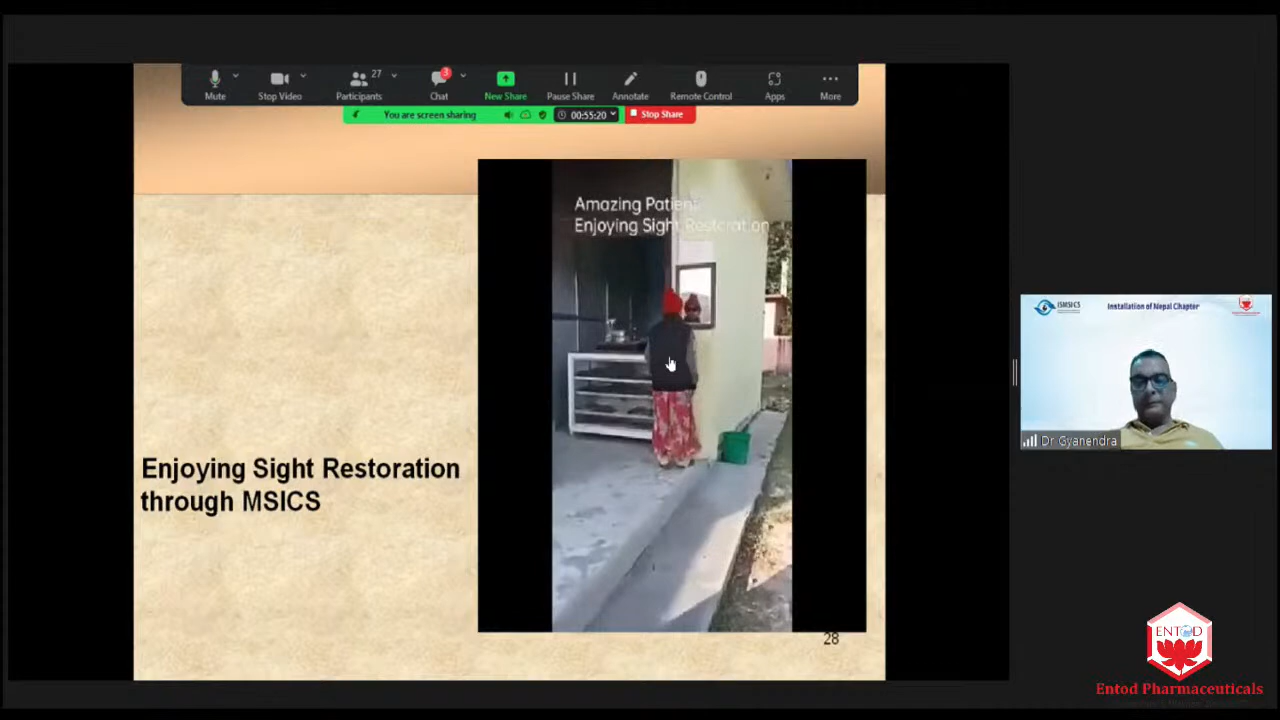 27
3
Mute
Stop Video
Participants
Chat
New Share
Pause Share
Annotate
Remote Control
Apps
More
You are screen sharing
00:55:20
Stop Share
Amazing Patient
Enjoying Sight Restoration
Enjoying Sight Restoration
through MSICS
28
ISMSICS
Installation of Nepal Chapter
Dr Gyanendra
ENTOD
Entod Pharmaceuticals